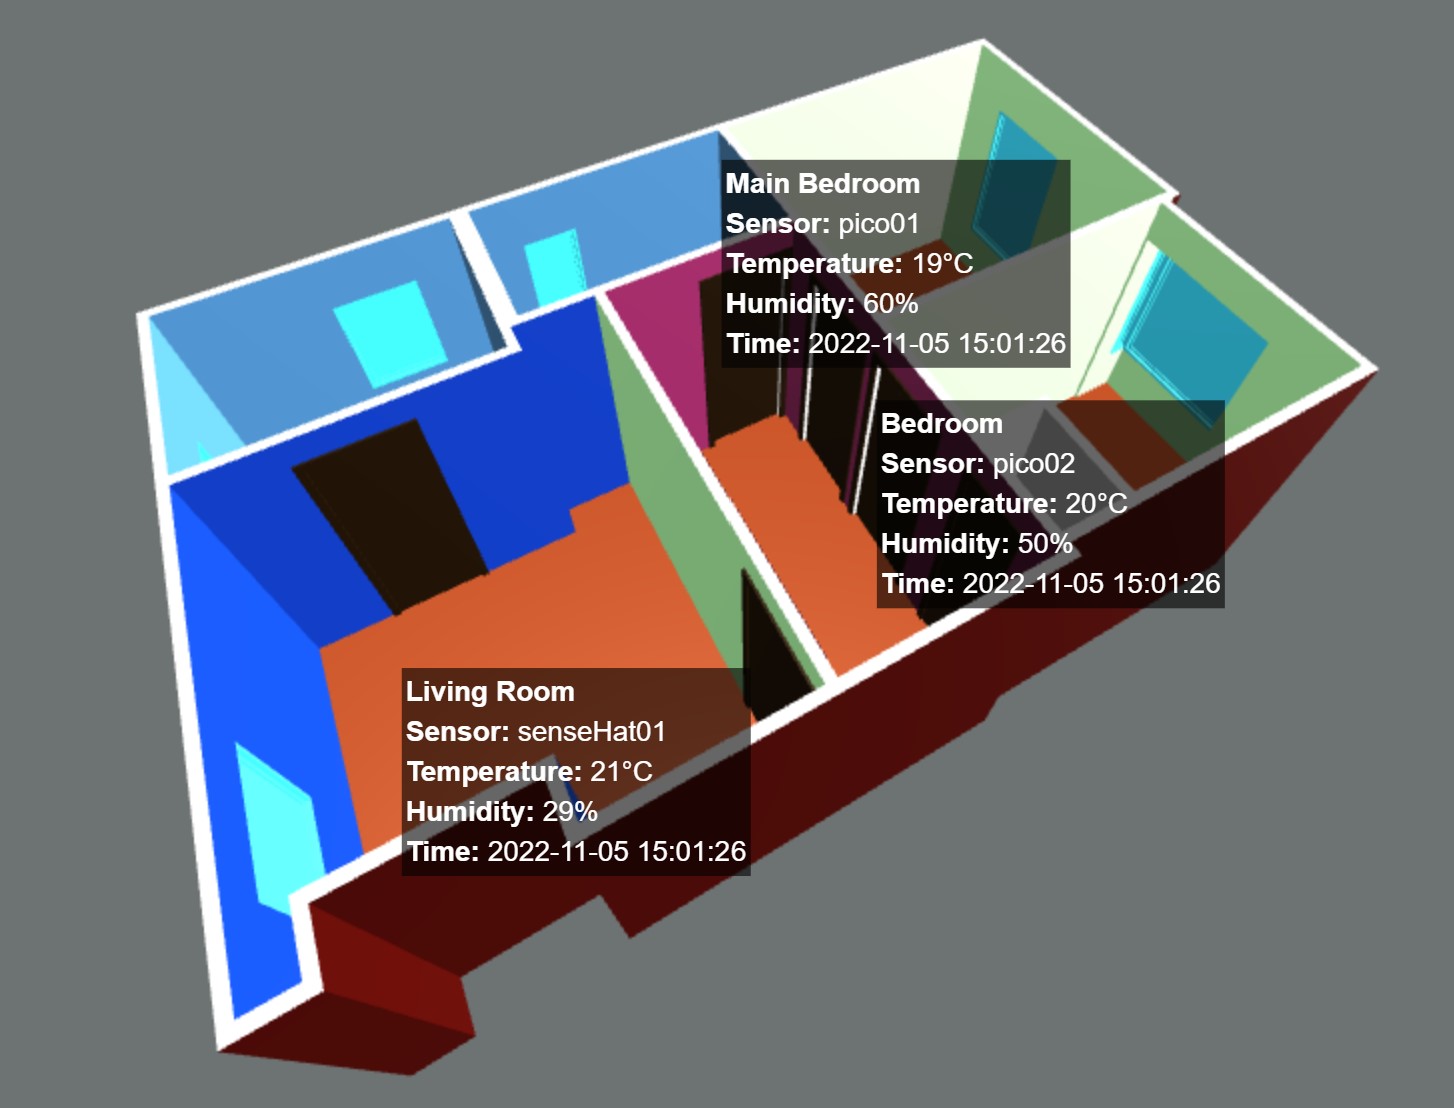 Main Bedroom
Sensor: pico01
Temperature: 19°C
Humidity: 60%
Time: 2022-11-05 15:01:26
Bedroom
Sensor: pico02
Temperature: 20°C
Humidity: 50%
Time: 2022-11-05 15:01:26
Living Room
Sensor: senseHat01
Temperature: 21°C
Humidity: 29%
Time: 2022-11-05 15:01:26